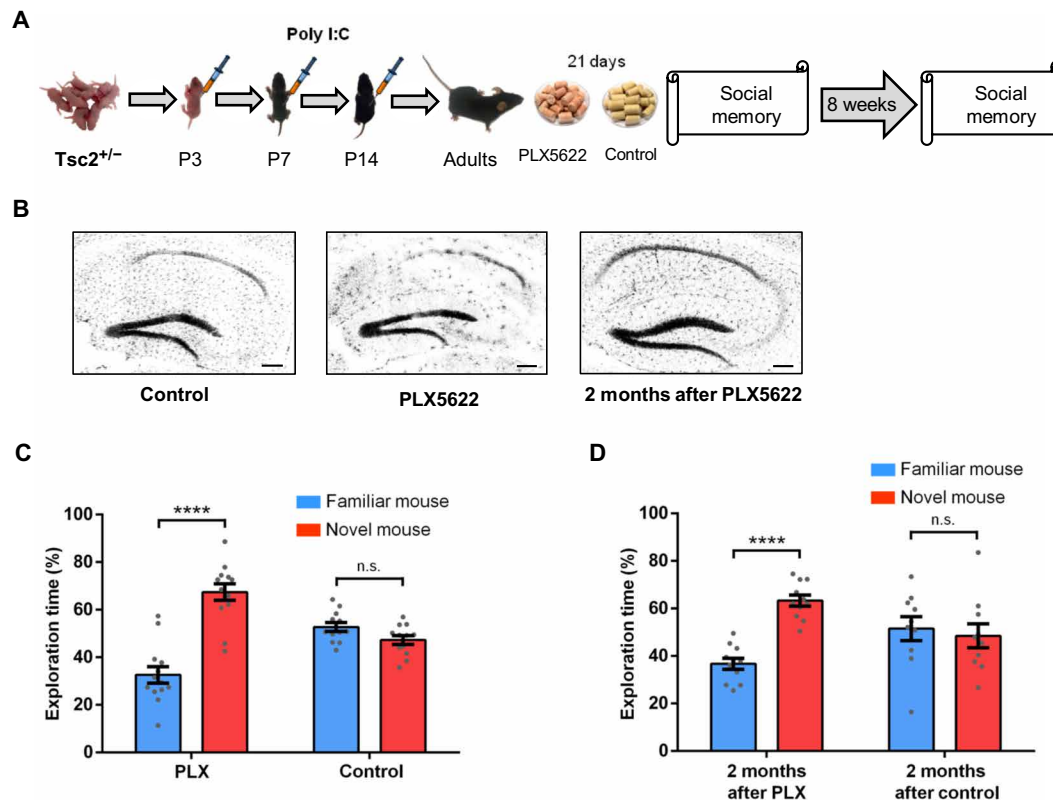 A
Poly I:C
21 days
Social
memory
8 weeks
Social
memory
Tsc2+/−
P3
P7
P14
Adults
PLX5622
Control
B
Control
PLX5622
2 months after PLX5622
C
Familiar mouse
Novel mouse
****
n.s.
Exploration time (%)
100
80
60
40
20
0
PLX
Control
D
Familiar mouse
Novel mouse
****
n.s.
Exploration time (%)
100
80
60
40
20
0
2 months
after PLX
2 months
after control